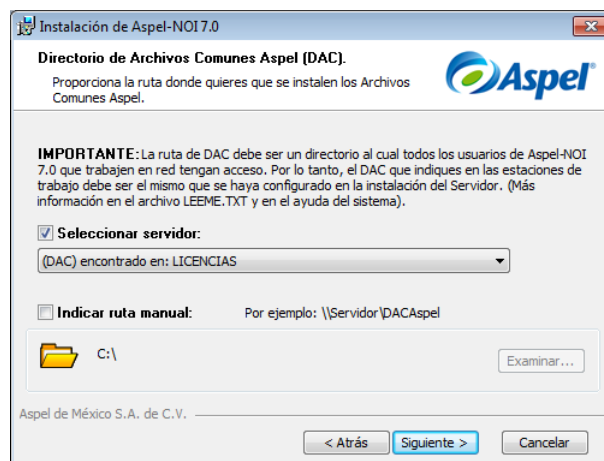 Instalación de Aspel-NOI 7.0
Directorio de Archivos Comunes Aspel (DAC).
Proporciona la ruta donde quieres que se instalen los Archivos
Comunes Aspel.
Aspel
IMPORTANTE: La ruta de DAC debe ser un directorio al cual todos los usuarios de Aspel-NOI
7.0 que trabajen en red tengan acceso. Por lo tanto, el DAC que indiques en las estaciones de
trabajo debe ser el mismo que se haya configurado en la instalación del Servidor. (Más
información en el archivo LEEME.TXT y en el ayuda del sistema).
Seleccionar servidor:
(DAC) encontrado en: LICENCIAS
Indicar ruta manual: Por ejemplo: \\Servidor\DACAspel
C:\
Examinar...
Aspel de México S.A. de C.V.
< Atrás Siguiente > Cancelar